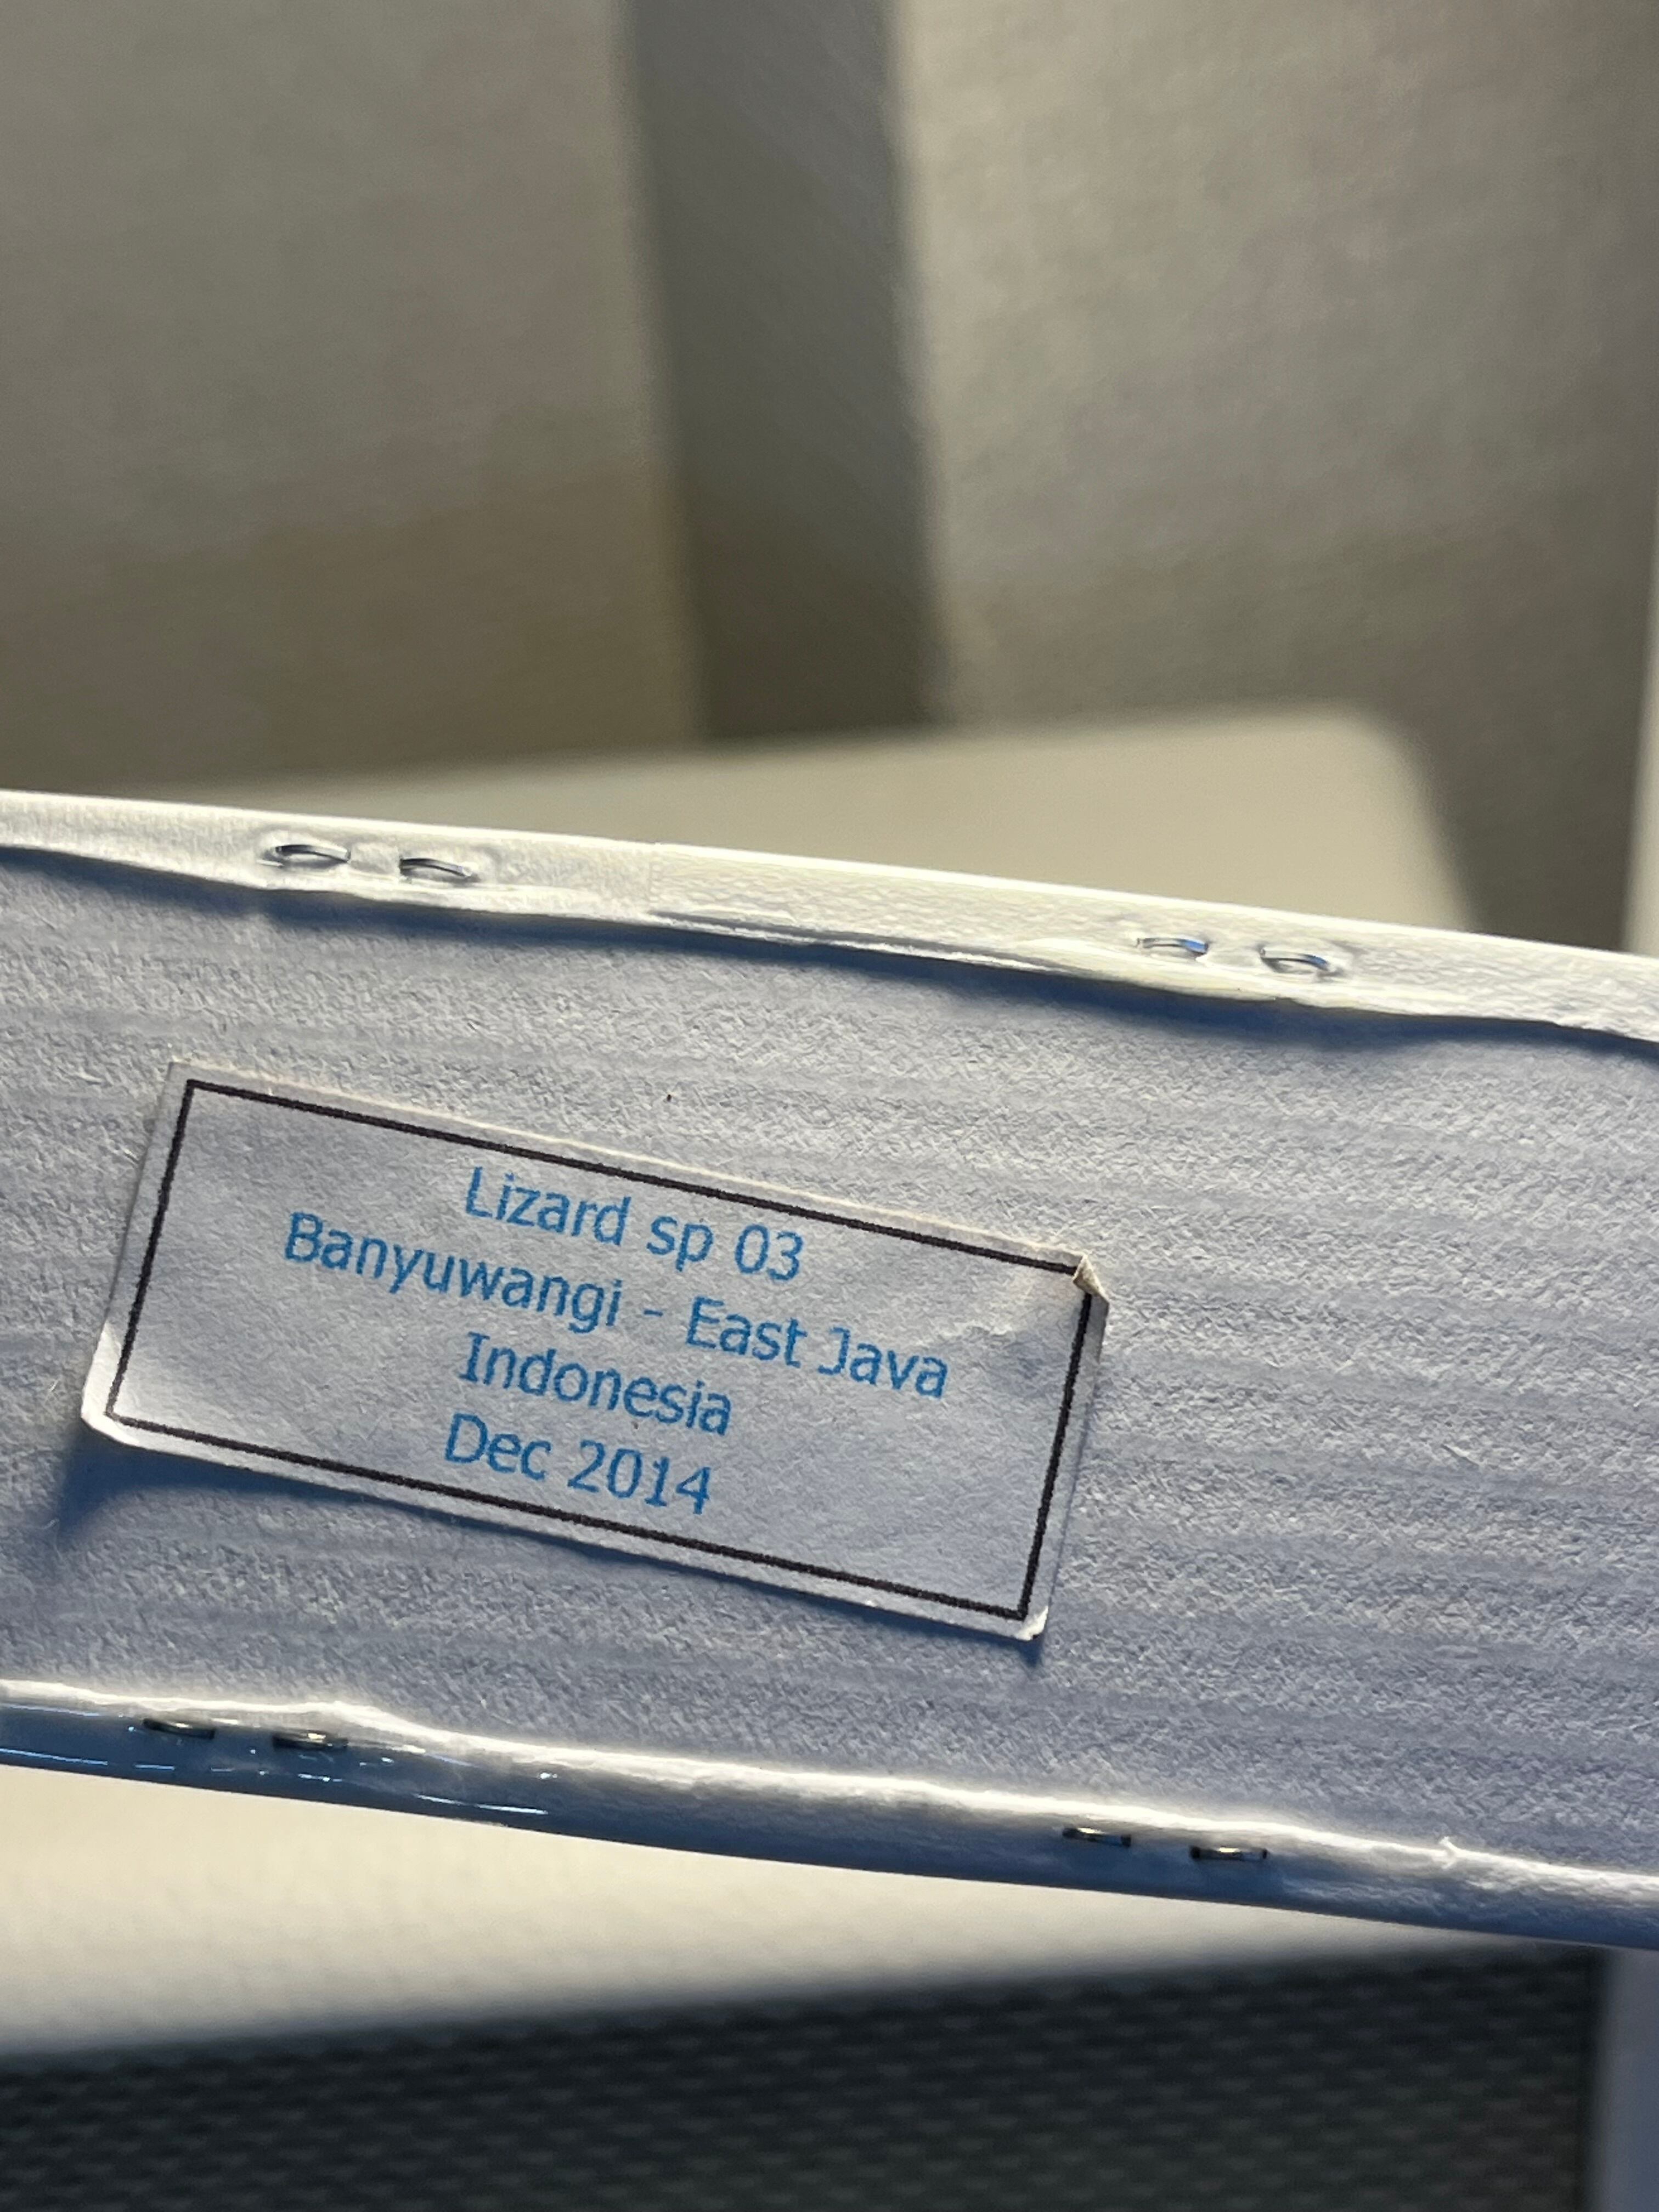 Lizard sp 03
Banyuwangi - East Java
Indonesia
Dec 2014